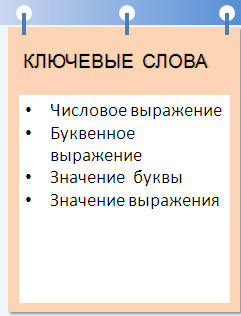 КЛЮЧЕВЫЕ СЛОВА
• Числовое выражение
• Буквенное
выражение
• Значение буквы
• Значение выражения